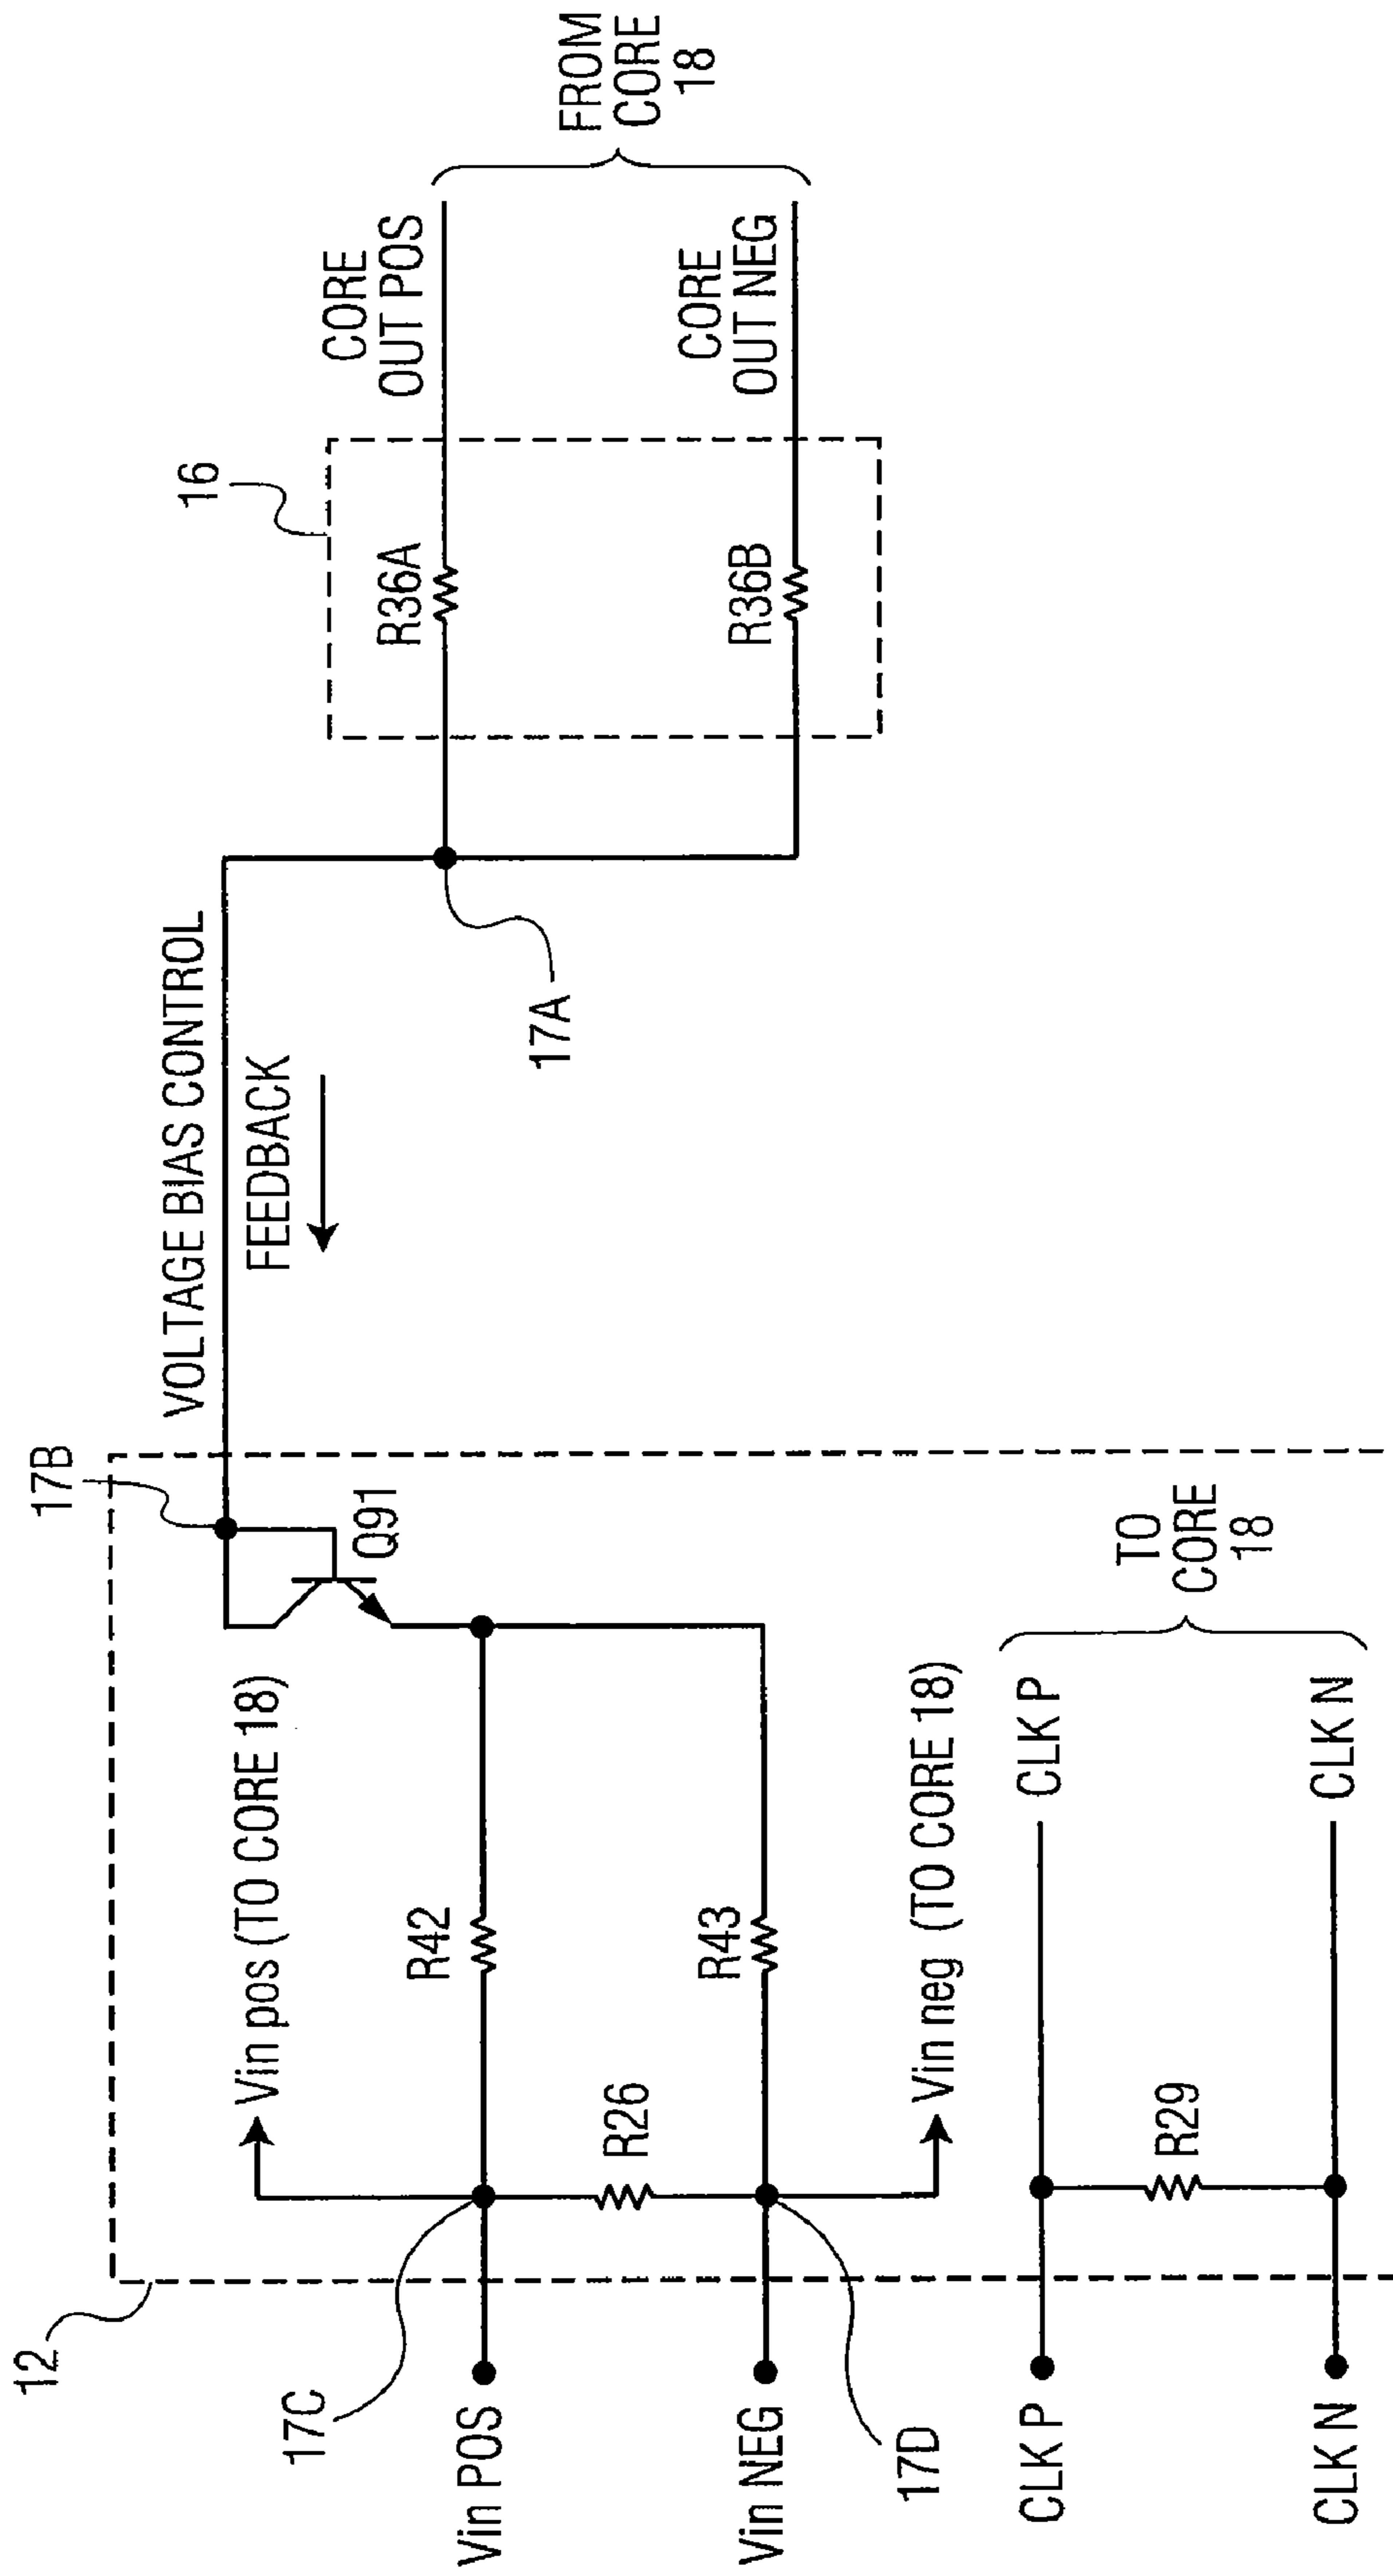 12
17B
VOLTAGE BIAS CONTROL
FEEDBACK
16
17A
Q91
Vin pos (TO CORE 18)
17C
Vin POS
R42
R26
R43
Vin NEG
17D
Vin neg (TO CORE 18)
R36A
R36B
CORE
OUT POS
CORE
OUT NEG
FROM
CORE
18
CLK P
R29
CLK N
CLK P
CLK N
TO
CORE
18